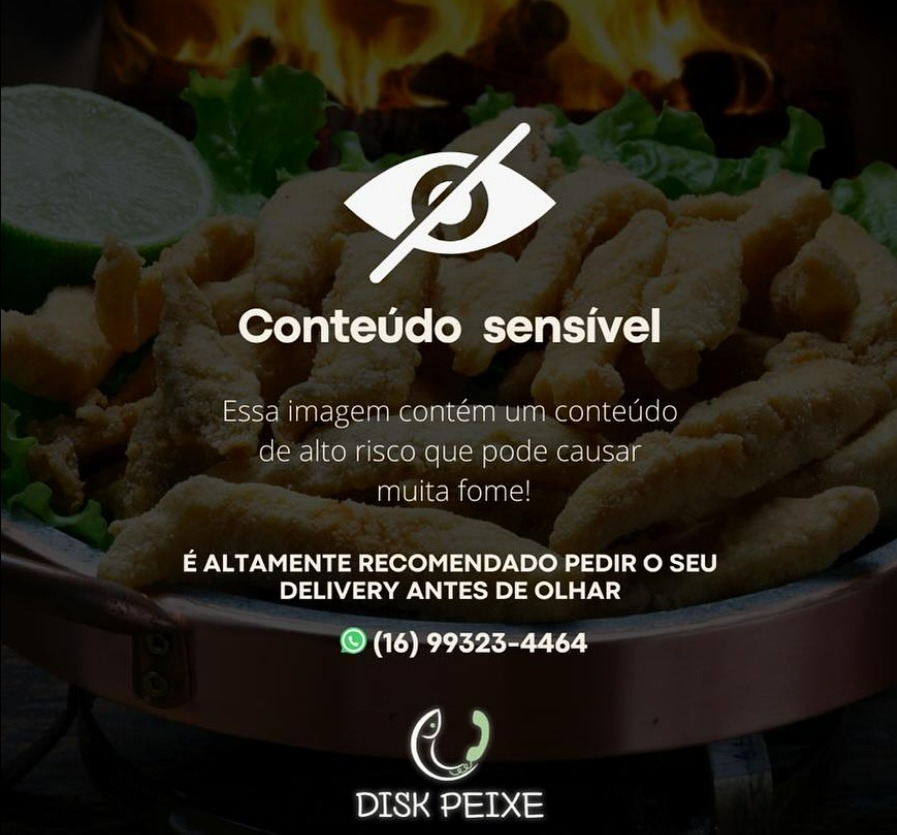 Conteúdo sensível
Essa imagem contém um conteúdo
de alto risco que pode causar
muita fome!
É ALTAMENTE RECOMENDADO PEDIR O SEU
DELIVERY ANTES DE OLHAR
(16) 99323-4464
DISK PEIXE